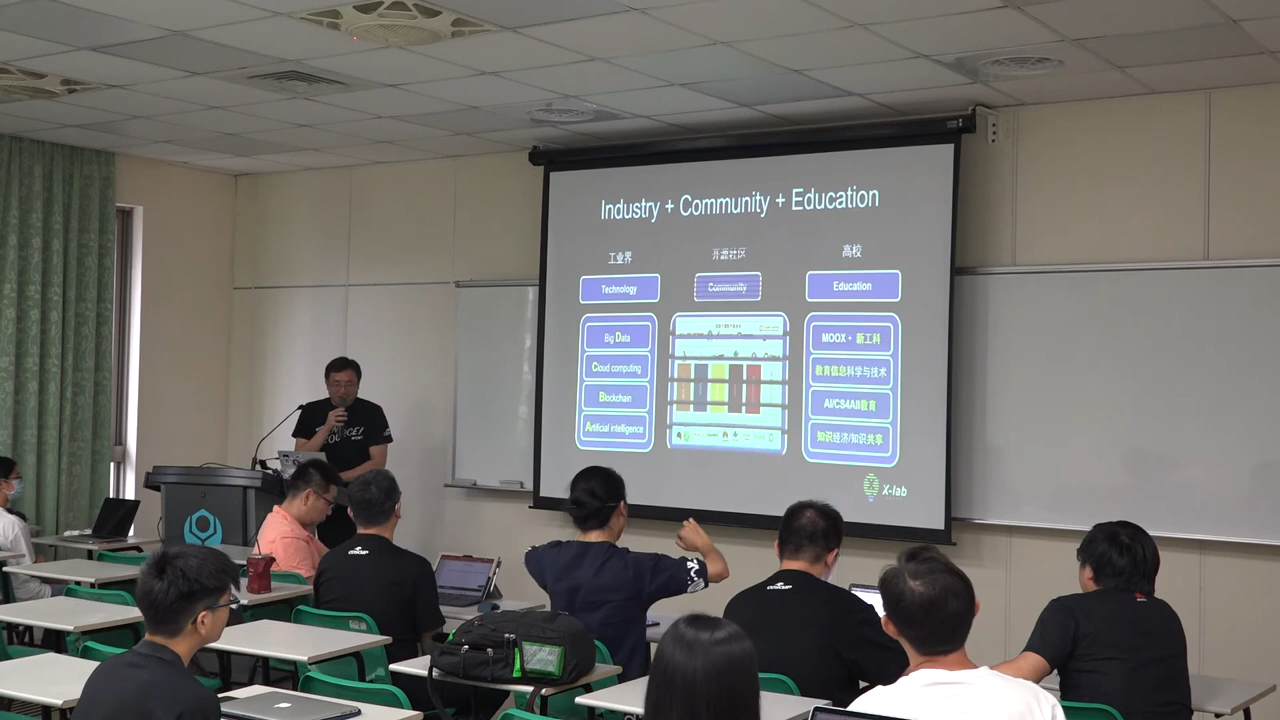 Industry + Community + Education
工业界
开源社区
高校
Technology
Community
Education
Big Data
Cloud computing
Blockchain
Artificial intelligence
MOOX + 新工科
教育信息科学与技术
AI/CS4All教育
知识经济/知识共享
X-lab
COSCUP
COSCUP